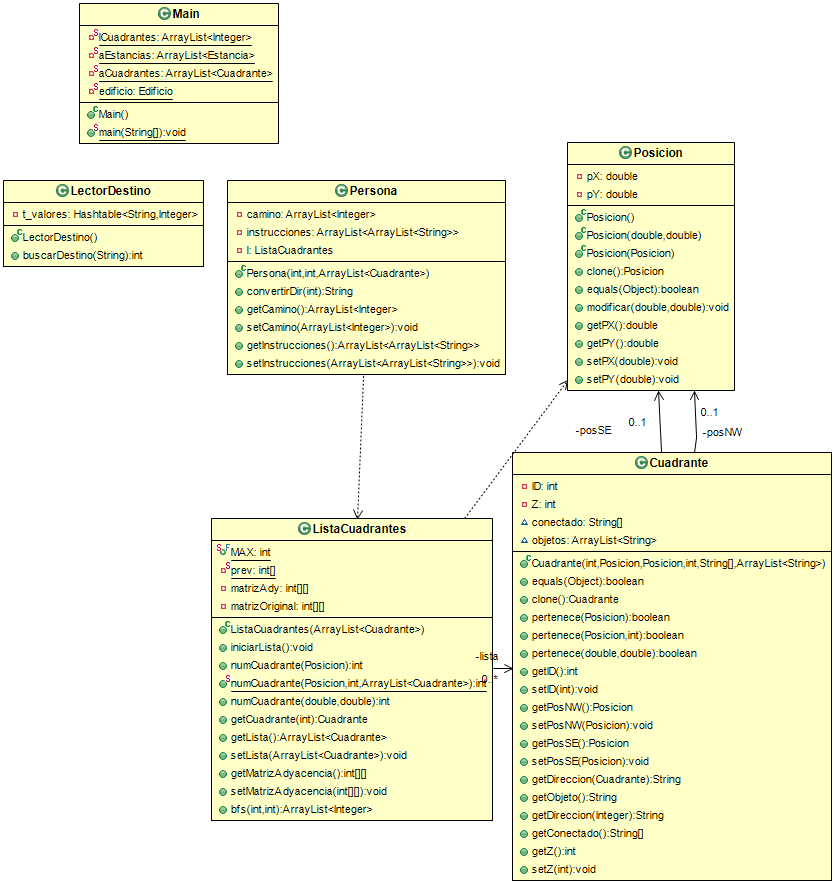 Main
lCuadrantes: ArrayList<Integer>
aEstancias: ArrayList<Estancia>
aCuadrantes: ArrayList<Cuadrante>
edificio: Edificio
Main()
main(String[]):void
LectorDestino
t_valores: Hashtable<String,Integer>
LectorDestino()
buscarDestino(String):int
Persona
camino: ArrayList<Integer>
instrucciones: ArrayList<ArrayList<String>>
l: ListaCuadrantes
Persona(int,int,ArrayList<Cuadrante>)
convertirDir(int):String
getCamino():ArrayList<Integer>
setCamino(ArrayList<Integer>):void
getInstrucciones():ArrayList<ArrayList<String>>
setInstrucciones(ArrayList<ArrayList<String>>):void
Posicion
pX: double
pY: double
Posicion()
Posicion(double,double)
Posicion(Posicion)
clone():Posicion
equals(Object):boolean
modificar(double,double):void
getPX():double
getPY():double
setPX(double):void
setPY(double):void
-posSE
0..1
0..1
-posNW
ListaCuadrantes
MAX: int
prev: int[]
matrizAdy: int[][]
matrizOriginal: int[][]
ListaCuadrantes(ArrayList<Cuadrante>)
iniciarLista():void
numCuadrante(Posicion):int
numCuadrante(Posicion,int,ArrayList<Cuadrante>):int
numCuadrante(double,double):int
getCuadrante(int):Cuadrante
getLista():ArrayList<Cuadrante>
setLista(ArrayList<Cuadrante>):void
getMatrizAdyacencia():int[][]
setMatrizAdyacencia(int[][]):void
bfs(int,int):ArrayList<Integer>
-lista
0..*
Cuadrante
ID: int
Z: int
conectado: String[]
objetos: ArrayList<String>
Cuadrante(int,Posicion,Posicion,int,String[],ArrayList<String>)
equals(Object):boolean
clone():Cuadrante
pertenece(Posicion):boolean
pertenece(Posicion,int):boolean
pertenece(double,double):boolean
getID():int
setID(int):void
getPosNW():Posicion
setPosNW(Posicion):void
getPosSE():Posicion
setPosSE(Posicion):void
getDireccion(Cuadrante):String
getObjeto():String
getDireccion(Integer):String
getConectado():String[]
getZ():int
setZ(int):void